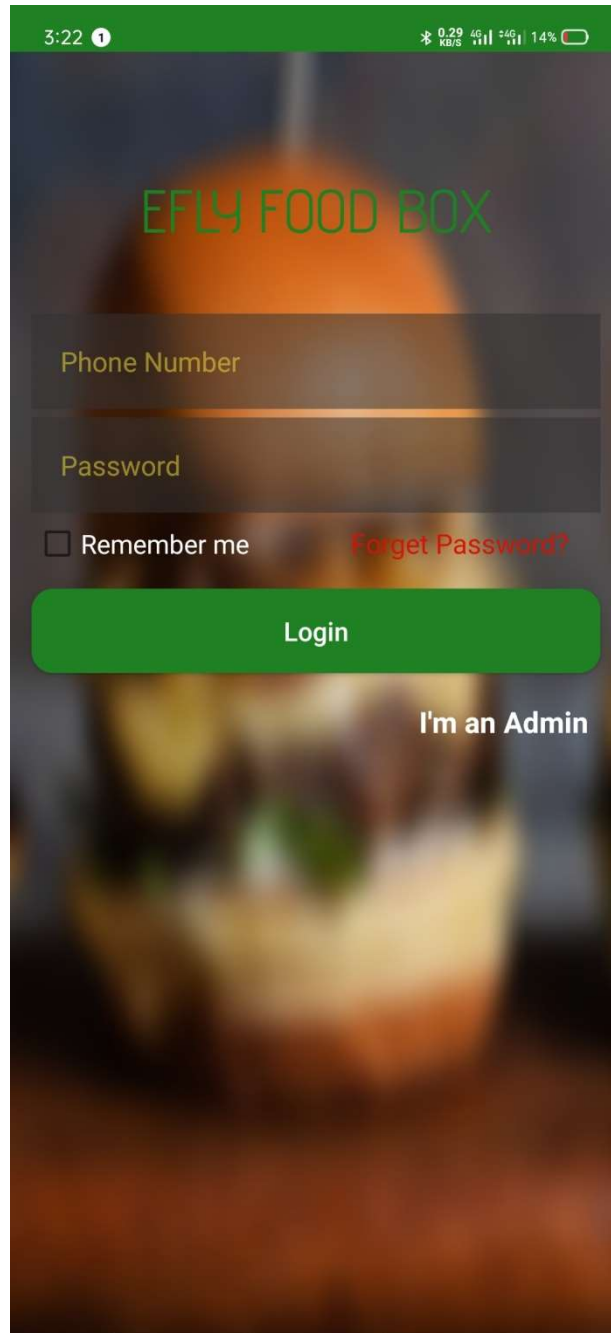 3:22 1 0.29 KB/S 4G 4G 14%
EFLY FOOD BOX
Phone Number
Password
Remember me Forget Password?
Login
I'm an Admin